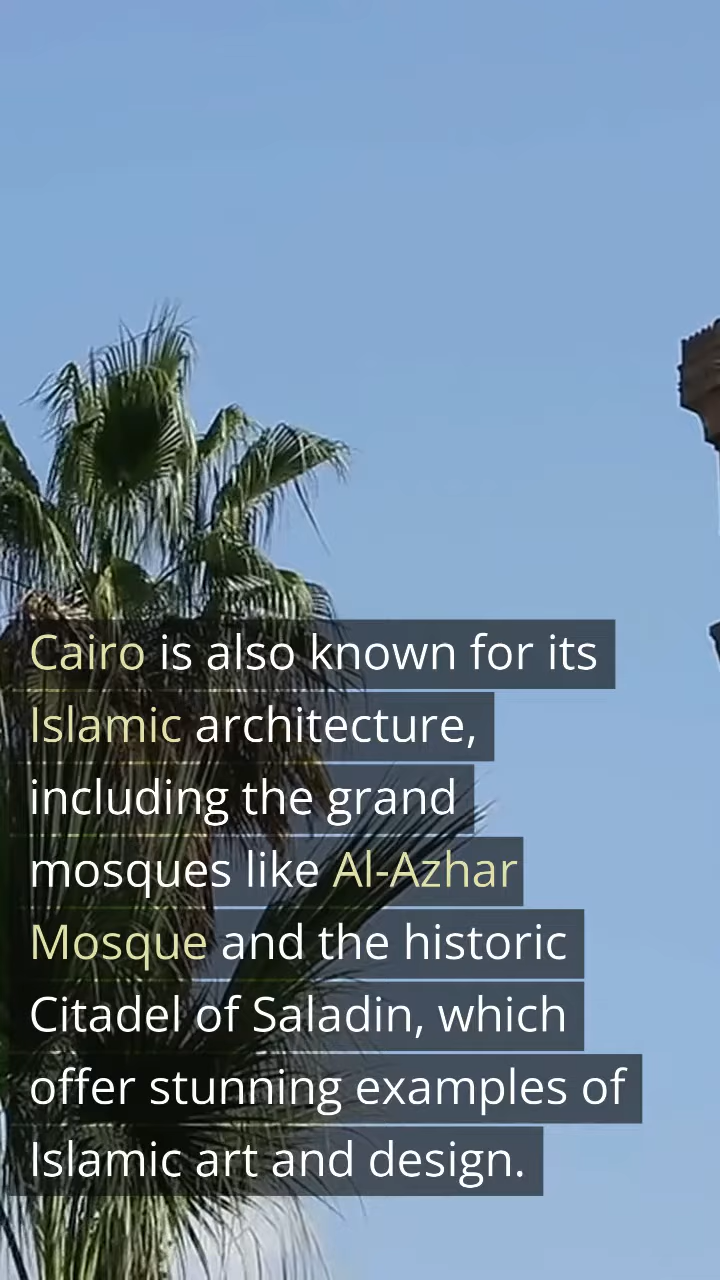 Cairo is also known for its
Islamic architecture,
including the grand
mosques like Al-Azhar
Mosque and the historic
Citadel of Saladin, which
offer stunning examples of
Islamic art and design.